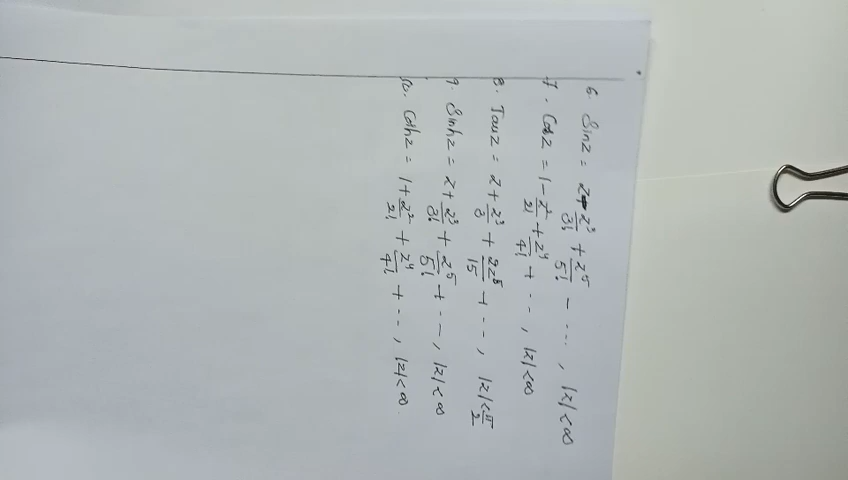 6. Sinz = z - z³/3! + z⁵/5! - ..., |z| < ∞
7. Cosz = 1 - z²/2! + z⁴/4! + ..., |z| < ∞
8. Tanz = z + z³/3 + 2z⁵/15 + ..., |z| < π/2
9. Sinhz = z + z³/3! + z⁵/5! + ..., |z| < ∞
10. Coshz = 1 + z²/2! + z⁴/4! + ..., |z| < ∞.